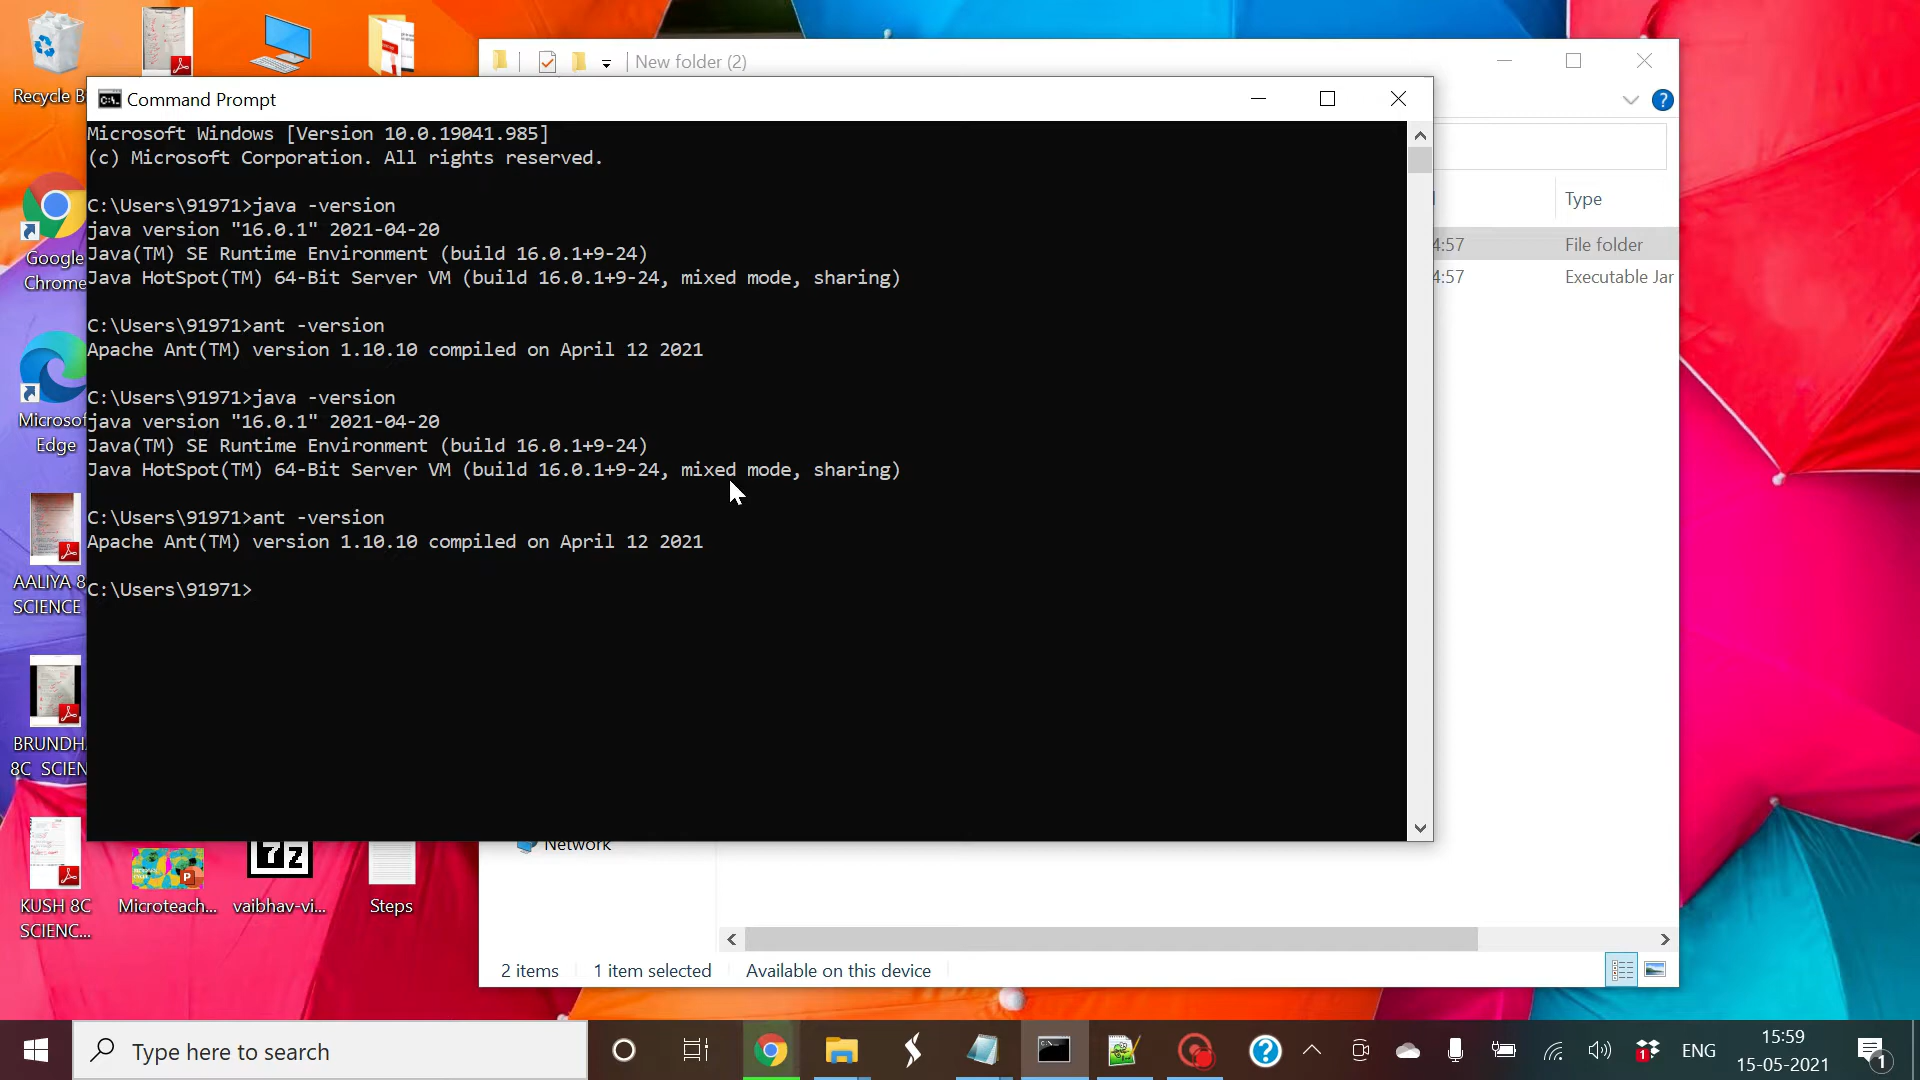 New folder (2)
Recycle B
Command Prompt
Microsoft Windows [Version 10.0.19041.985]
(c) Microsoft Corporation. All rights reserved.
C:\Users\91971>java -version
java version "16.0.1" 2021-04-20
Java(TM) SE Runtime Environment (build 16.0.1+9-24)
Java HotSpot(TM) 64-Bit Server VM (build 16.0.1+9-24, mixed mode, sharing)
C:\Users\91971>ant -version
Apache Ant(TM) version 1.10.10 compiled on April 12 2021
C:\Users\91971>java -version
java version "16.0.1" 2021-04-20
Java(TM) SE Runtime Environment (build 16.0.1+9-24)
Java HotSpot(TM) 64-Bit Server VM (build 16.0.1+9-24, mixed mode, sharing)
C:\Users\91971>ant -version
Apache Ant(TM) version 1.10.10 compiled on April 12 2021
C:\Users\91971>
Type
4:57 File folder
4:57 Executable Jar
Google
Chrome
Microsof
Edge
AALIYA 8
SCIENCE
BRUNDH
8C SCIEN
KUSH 8C
SCIENC...
Microteach...
7z
vaibhav-vi...
Steps
Network
2 items 1 item selected Available on this device
Type here to search
ENG
15:59
15-05-2021
1
1